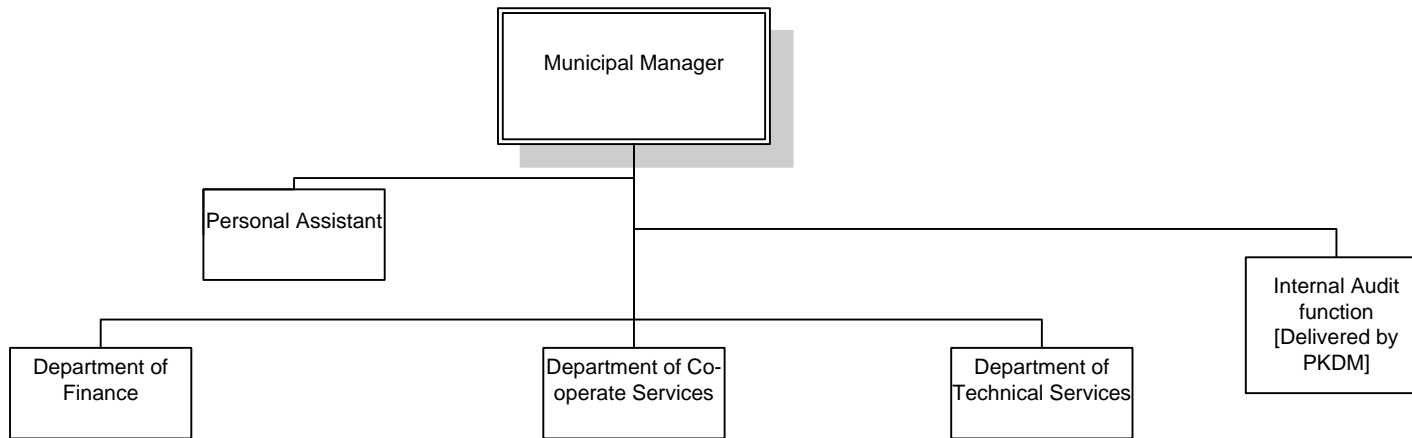 Municipal Manager
Personal Assistant
Internal Audit
function
[Delivered by
PKDM]
Department of
Finance
Department of Co-
operate Services
Department of
Technical Services